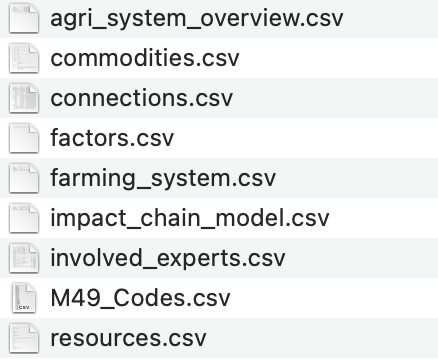 agri_system_overview.csv
commodities.csv
connections.csv
factors.csv
farming_system.csv
impact_chain_model.csv
involved_experts.csv
M49_Codes.csv
resources.csv